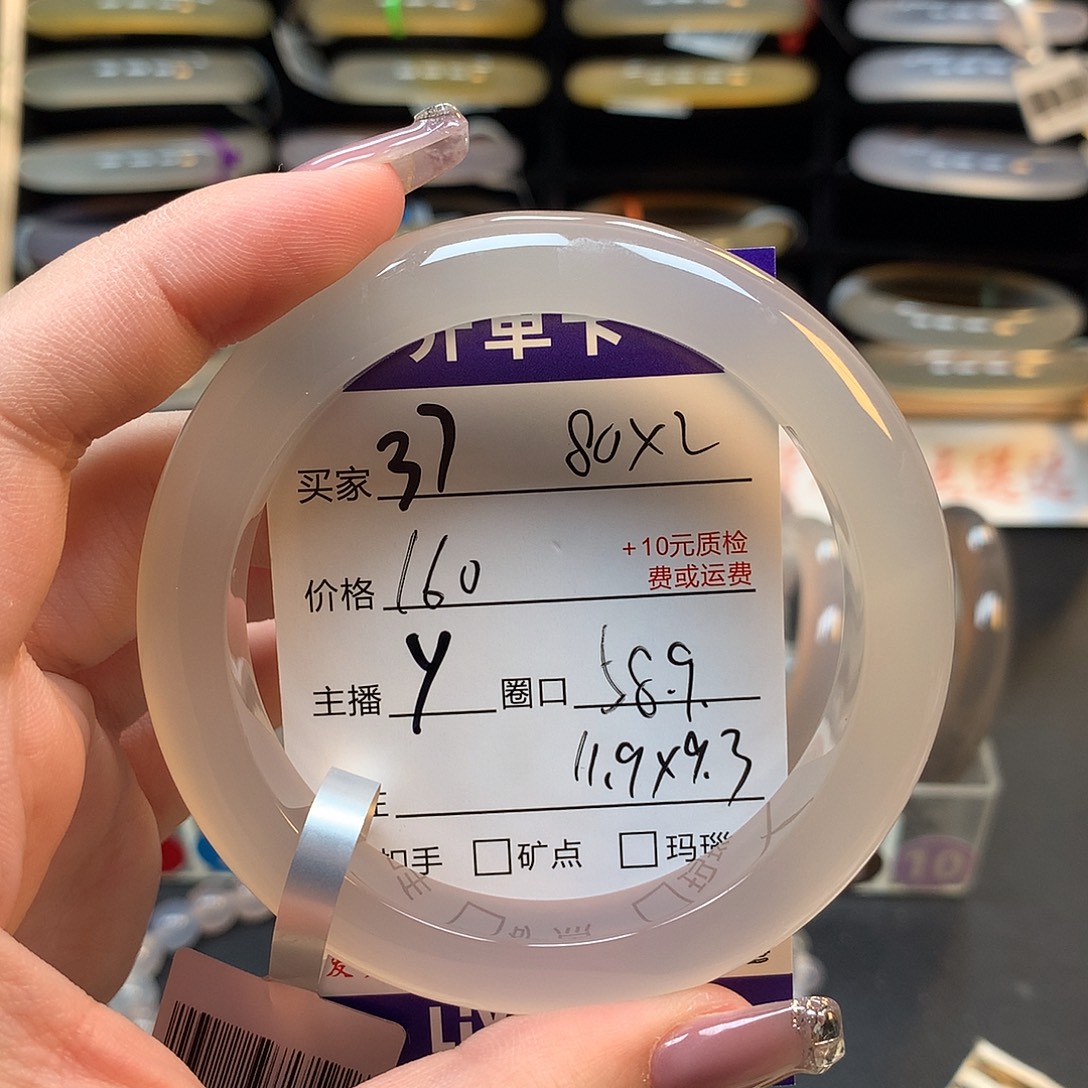 开单卡
买家 37 80X2
价格 160 +10元质检
费或运费
主播 Y 圈口 58.9
11.9X9.3
扣手 □矿点 □玛瑙
10